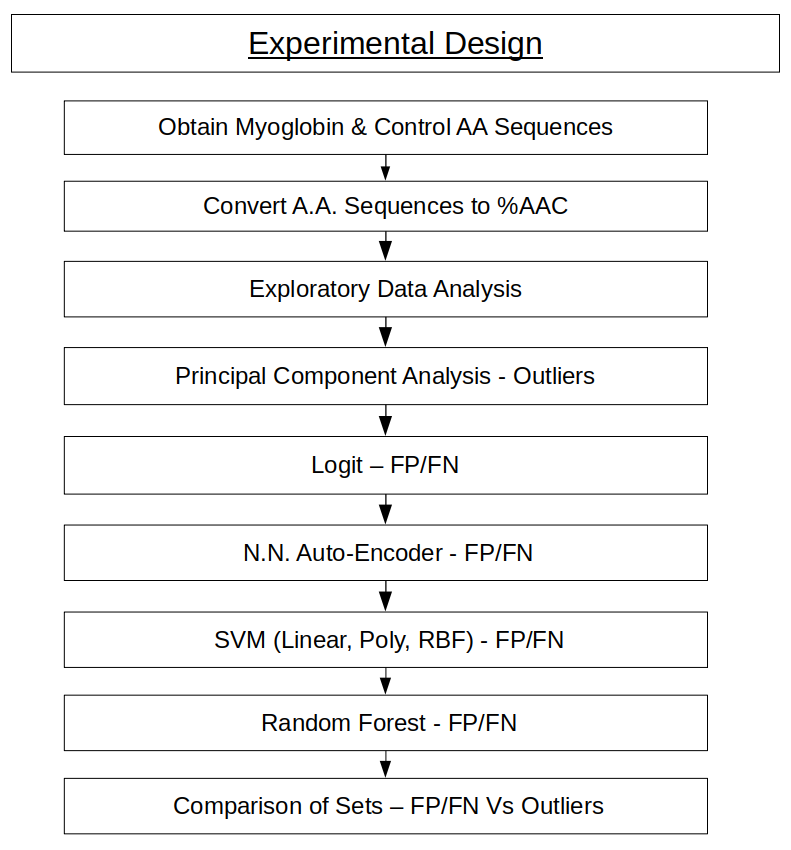 Experimental Design
Obtain Myoglobin & Control AA Sequences
Convert A.A. Sequences to %AAC
Exploratory Data Analysis
Principal Component Analysis - Outliers
Logit – FP/FN
N.N. Auto-Encoder - FP/FN
SVM (Linear, Poly, RBF) - FP/FN
Random Forest - FP/FN
Comparison of Sets – FP/FN Vs Outliers